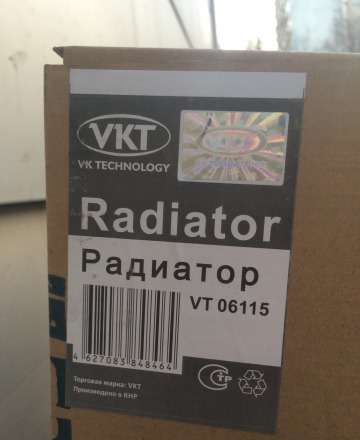 VKT
VK TECHNOLOGY
Radiator
Радиатор
VT 06115
4 627083 848464
Торговая марка: VKT
Произведено в КНР